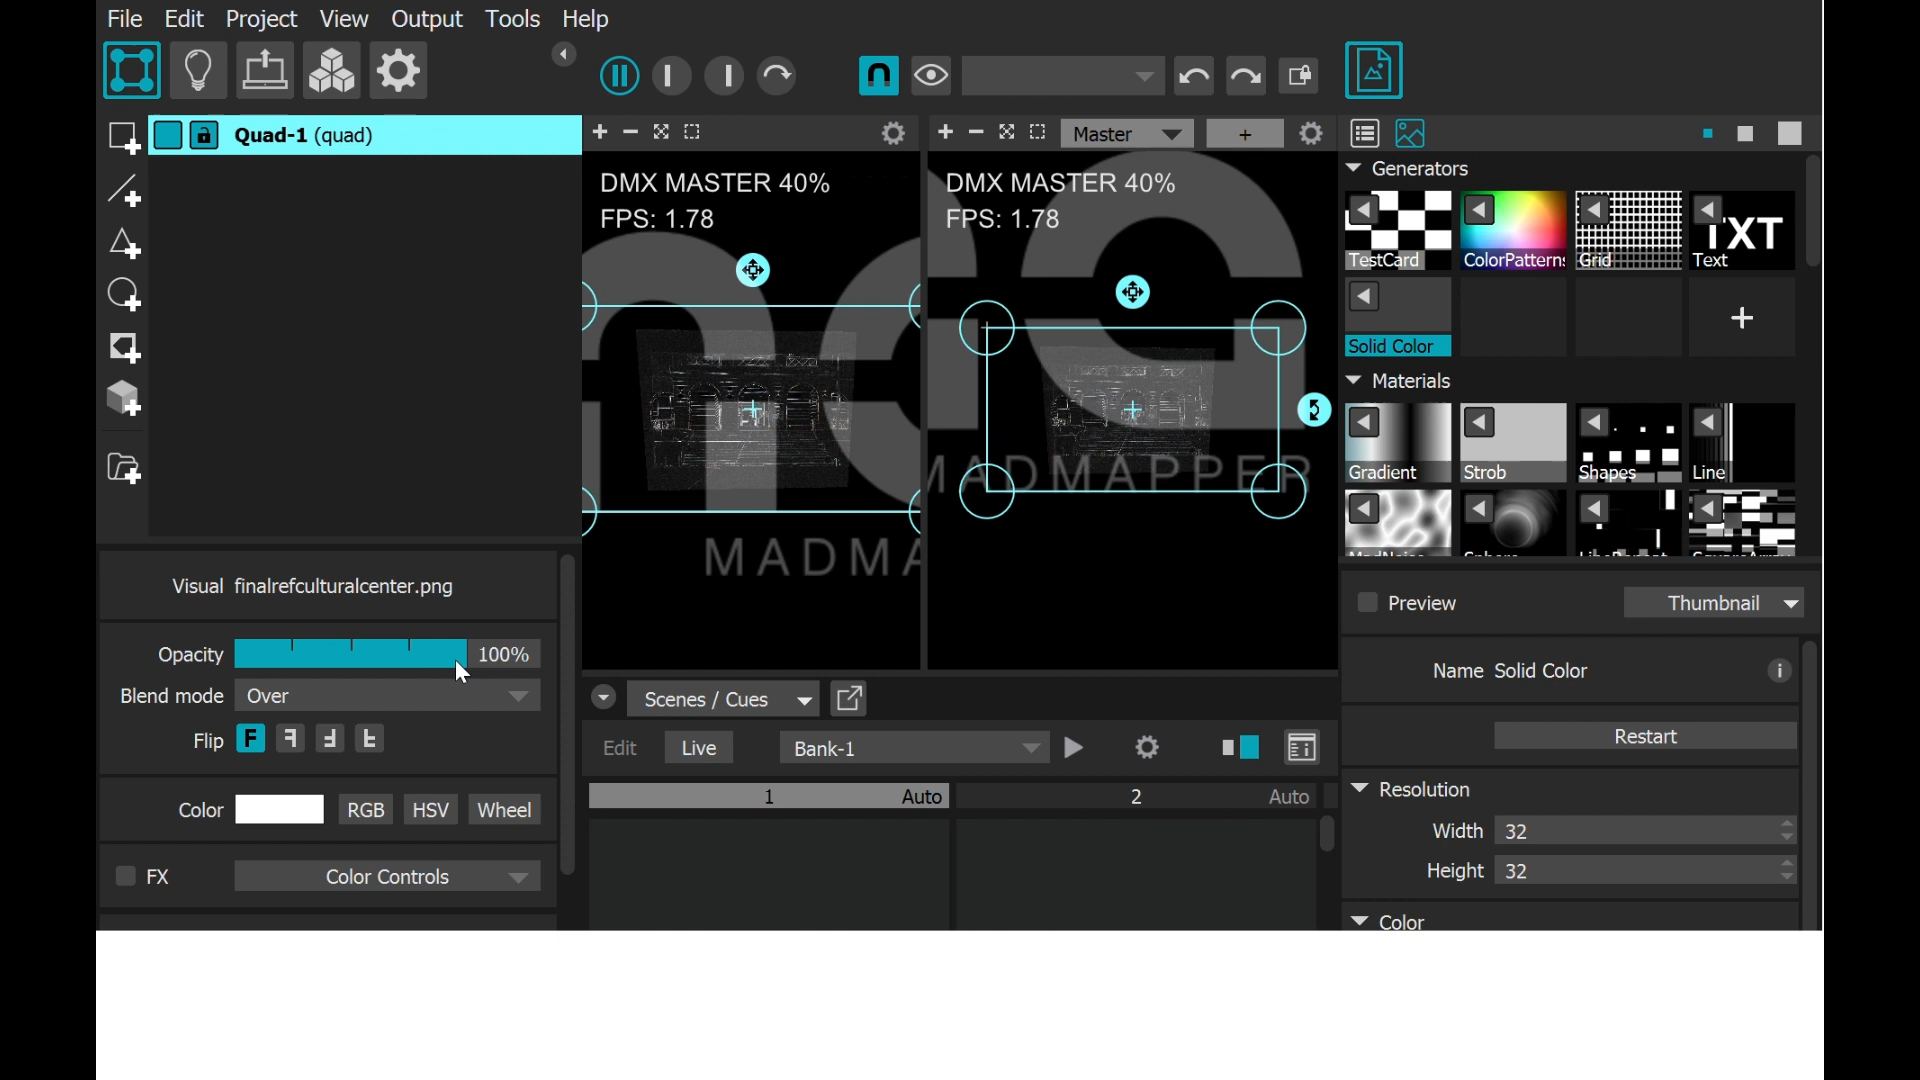 File Edit Project View Output Tools Help
Quad-1 (quad)
Master
+
DMX MASTER 40%
FPS: 1.78
DMX MASTER 40%
FPS: 1.78
MADMA
MADMAPPER
Generators
TestCard ColorPatterns Grid Text
TXT
Solid Color
+
Materials
Gradient Strob Shapes Line
Visual finalrefculturalcenter.png
Opacity 100%
Blend mode Over
Flip F
Color RGB HSV Wheel
FX Color Controls
Scenes / Cues
Edit Live Bank-1
1 Auto 2 Auto
Preview Thumbnail
Name Solid Color
Restart
Resolution
Width 32
Height 32
Color